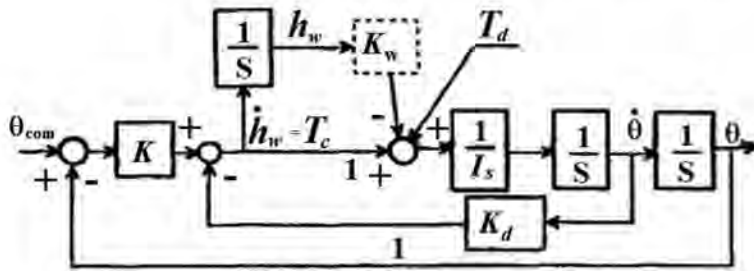 1
S
h_w
K_w
T_d
θ_com
+
-
K
+
-
ḣ_w = T_c
1
+
-
+
1
I_s
1
S
θ̇
1
S
θ
K_d
1